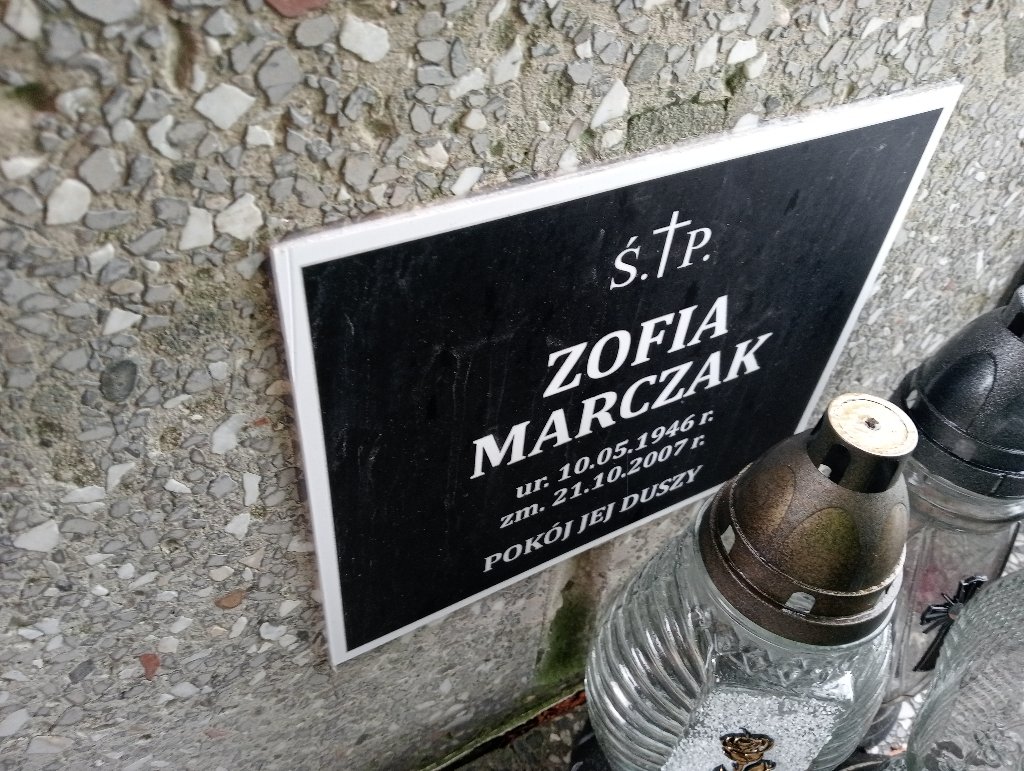 Ś.†P.
ZOFIA
MARCZAK
ur. 10.05.1946 r.
zm. 21.10.2007 r.
POKÓJ JEJ DUSZY